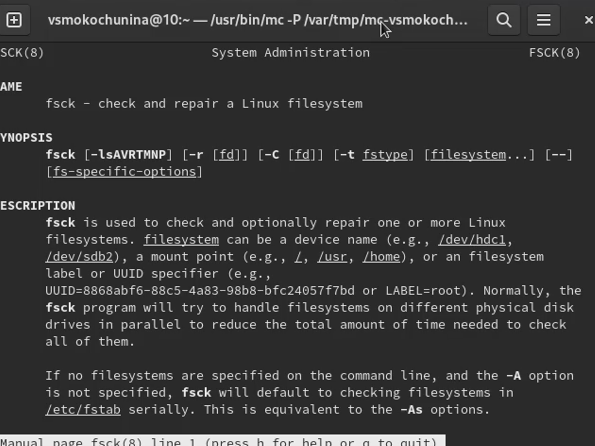 vsmokochunina@10:~ — /usr/bin/mc -P /var/tmp/mc-vsmokoch...
SCK(8) System Administration FSCK(8)
AME
fsck - check and repair a Linux filesystem
YNOPSIS
fsck [-lsAVRTMNP] [-r [fd]] [-C [fd]] [-t fstype] [filesystem...] [--]
[fs-specific-options]
ESCRIPTION
fsck is used to check and optionally repair one or more Linux
filesystems. filesystem can be a device name (e.g., /dev/hdc1,
/dev/sdb2), a mount point (e.g., /, /usr, /home), or an filesystem
label or UUID specifier (e.g.,
UUID=8868abf6-88c5-4a83-98b8-bfc24057f7bd or LABEL=root). Normally, the
fsck program will try to handle filesystems on different physical disk
drives in parallel to reduce the total amount of time needed to check
all of them.
If no filesystems are specified on the command line, and the -A option
is not specified, fsck will default to checking filesystems in
/etc/fstab serially. This is equivalent to the -As options.
Manual page fsck(8) line 1 (press h for help or q to quit)